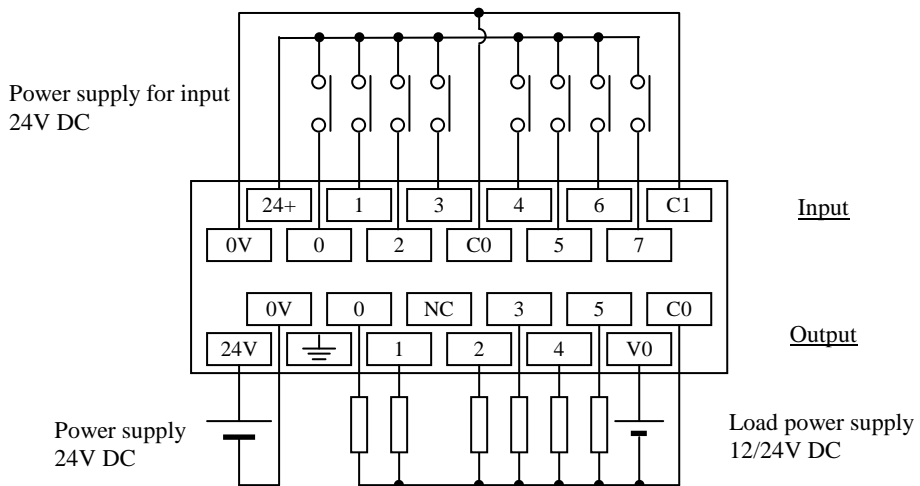 Power supply for input
24V DC
24+ 1 3 4 6 C1
Input
0V 0 2 C0 5 7
0V 0 NC 3 5 C0
Output
24V 1 2 4 V0
Power supply
24V DC
Load power supply
12/24V DC